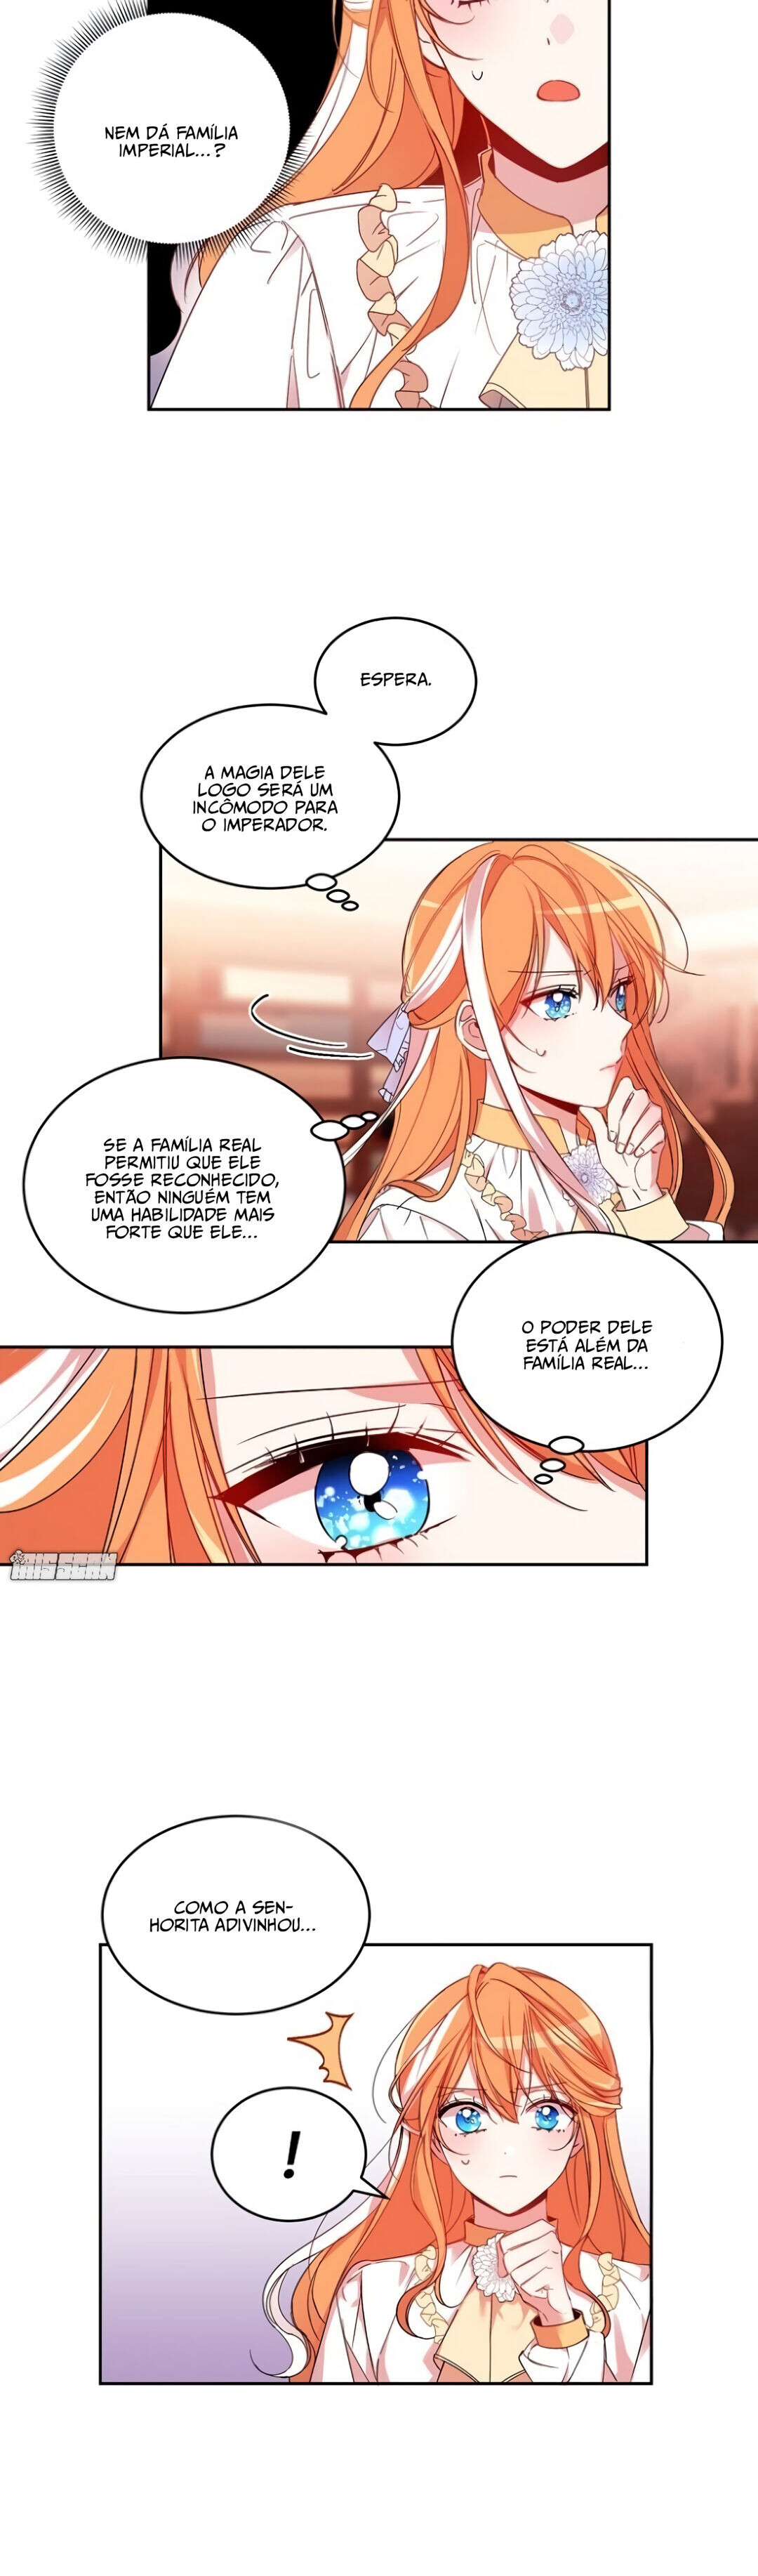 NEM DÁ FAMÍLIA
IMPERIAL...?
ESPERA.
A MAGIA DELE
LOGO SERÁ UM
INCÔMODO PARA
O IMPERADOR.
SE A FAMÍLIA REAL
PERMITIU QUE ELE
FOSSE RECONHECIDO,
ENTÃO NINGUÉM TEM
UMA HABILIDADE MAIS
FORTE QUE ELE...
O PODER DELE
ESTÁ ALÉM DA
FAMÍLIA REAL...
COMO A SEN-
HORITA ADIVINHOU...
!